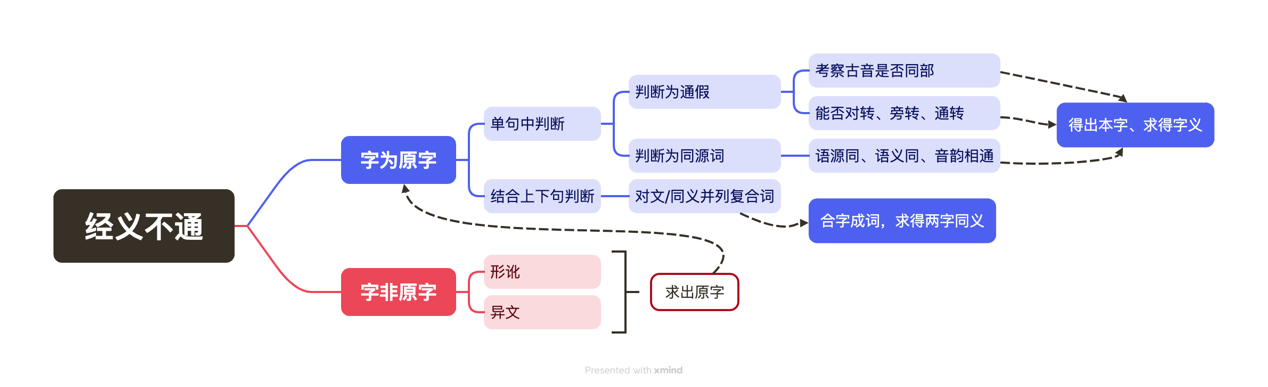 经义不通
字为原字
单句中判断
判断为通假
考察古音是否同部
能否对转、旁转、通转
得出本字、求得字义
判断为同源词
语源同、语义同、音韵相通
结合上下句判断
对文/同义并列复合词
合字成词，求得两字同义
字非原字
形讹
异文
求出原字
Presented with xmind